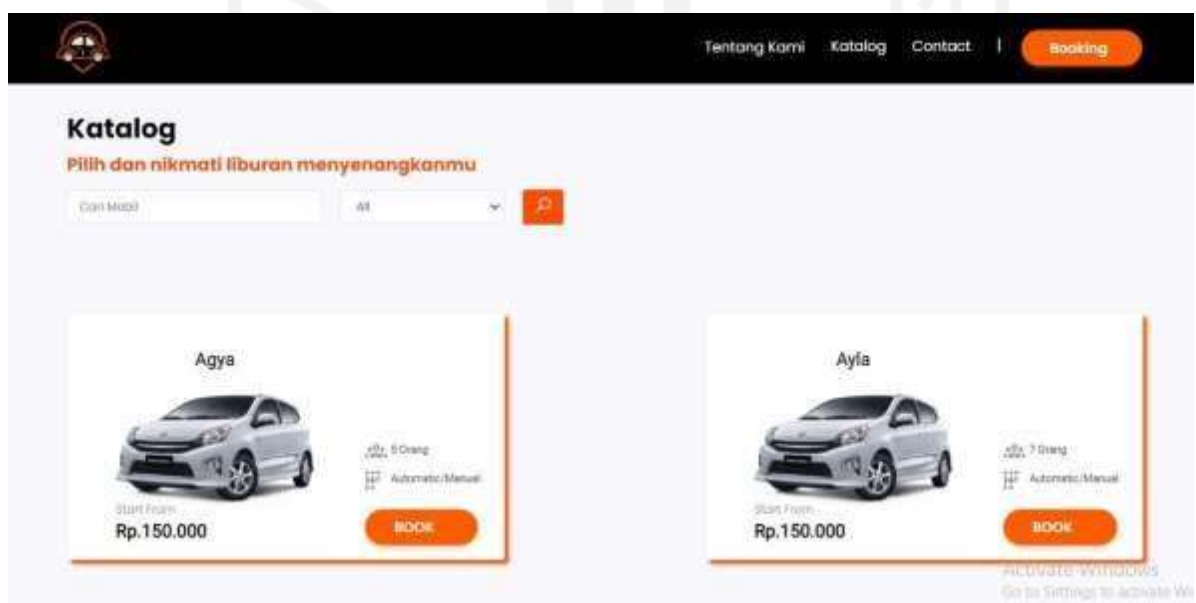 Tentang Kami Katalog Contact | Booking
Katalog
Pilih dan nikmati liburan menyenangkanmu
Cari Mobil All
Agya
5 Orang
Automatic/Manual
Start From
Rp.150.000
BOOK
Ayla
7 Orang
Automatic/Manual
Start From
Rp.150.000
BOOK
Activate Windows
Go to Settings to activate